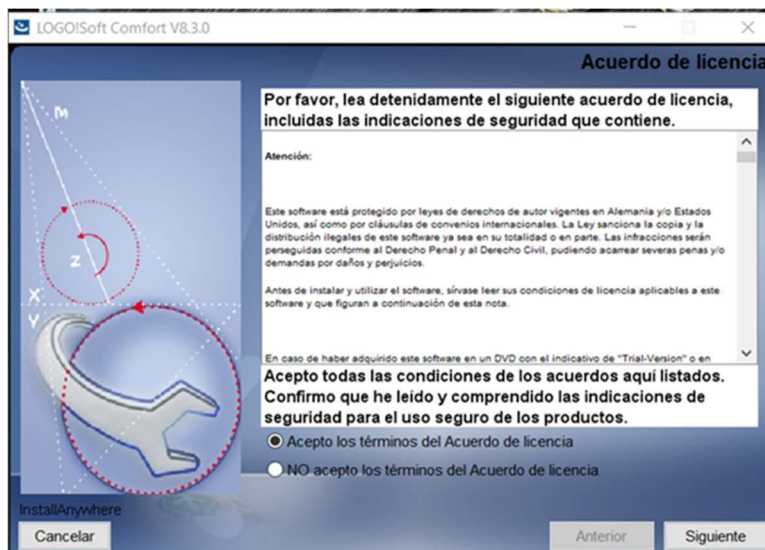 LOGO!Soft Comfort V8.3.0
Acuerdo de licencia
Por favor, lea detenidamente el siguiente acuerdo de licencia,
incluidas las indicaciones de seguridad que contiene.
Atención:
Este software está protegido por leyes de derechos de autor vigentes en Alemania y/o Estados
Unidos, así como por cláusulas de convenios internacionales. La Ley sanciona la copia y la
distribución ilegales de este software ya sea en su totalidad o en parte. Las infracciones serán
perseguidas conforme al Derecho Penal y al Derecho Civil, pudiendo acarrear severas penas y/o
demandas por daños y perjuicios.
Antes de instalar y utilizar el software, sírvase leer sus condiciones de licencia aplicables a este
software y que figuran a continuación de esta nota.
En caso de haber adquirido este software en un DVD con el indicativo de "Trial-Version" o en
Acepto todas las condiciones de los acuerdos aquí listados.
Confirmo que he leído y comprendido las indicaciones de
seguridad para el uso seguro de los productos.
Acepto los términos del Acuerdo de licencia
NO acepto los términos del Acuerdo de licencia
M
Z
X
Y
InstallAnywhere
Cancelar
Anterior
Siguiente